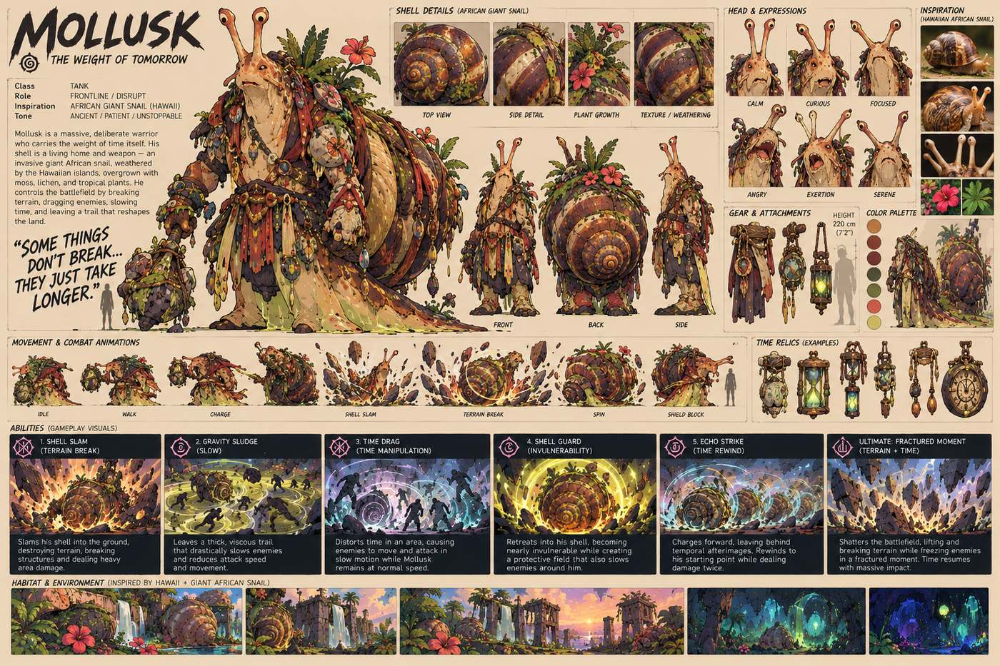 MOLLUSK
THE WEIGHT OF TOMORROW
Class TANK
Role FRONTLINE / DISRUPT
Inspiration AFRICAN GIANT SNAIL (HAWAII)
Tone ANCIENT / PATIENT / UNSTOPPABLE
Mollusk is a massive, deliberate warrior
who carries the weight of time itself. His
shell is a living home and weapon — an
invasive giant African snail, weathered
by the Hawaiian islands, overgrown with
moss, lichen, and tropical plants. He
controls the battlefield by breaking
terrain, dragging enemies, slowing
time, and leaving a trail that reshapes
the land.
“SOME THINGS
DON’T BREAK...
THEY JUST TAKE
LONGER.”
SHELL DETAILS (AFRICAN GIANT SNAIL)
TOP VIEW
SIDE DETAIL
PLANT GROWTH
TEXTURE / WEATHERING
FRONT
BACK
SIDE
HEAD & EXPRESSIONS
CALM
CURIOUS
FOCUSED
ANGRY
EXERTION
SERENE
INSPIRATION
(HAWAIIAN AFRICAN SNAIL)
GEAR & ATTACHMENTS
HEIGHT
220 cm
(7'2")
COLOR PALETTE
MOVEMENT & COMBAT ANIMATIONS
IDLE
WALK
CHARGE
SHELL SLAM
TERRAIN BREAK
SPIN
SHIELD BLOCK
TIME RELICS (EXAMPLES)
ABILITIES (GAMEPLAY VISUALS)
1. SHELL SLAM
(TERRAIN BREAK)
Slams his shell into the ground,
destroying terrain, breaking
structures and dealing heavy
area damage.
2. GRAVITY SLUDGE
(SLOW)
Leaves a thick, viscous trail
that drastically slows enemies
and reduces attack speed
and movement.
3. TIME DRAG
(TIME MANIPULATION)
Distorts time in an area, causing
enemies to move and attack in
slow motion while Mollusk
remains at normal speed.
4. SHELL GUARD
(INVULNERABILITY)
Retreats into his shell, becoming
nearly invulnerable while creating
a protective field that also slows
enemies around him.
5. ECHO STRIKE
(TIME REWIND)
Charges forward, leaving behind
temporal afterimages. Rewinds to
his starting point while dealing
damage twice.
ULTIMATE: FRACTURED MOMENT
(TERRAIN + TIME)
Shatters the battlefield, lifting and
breaking terrain while freezing enemies
in a fractured moment. Time resumes
with massive impact.
HABITAT & ENVIRONMENT (INSPIRED BY HAWAII + GIANT AFRICAN SNAIL)